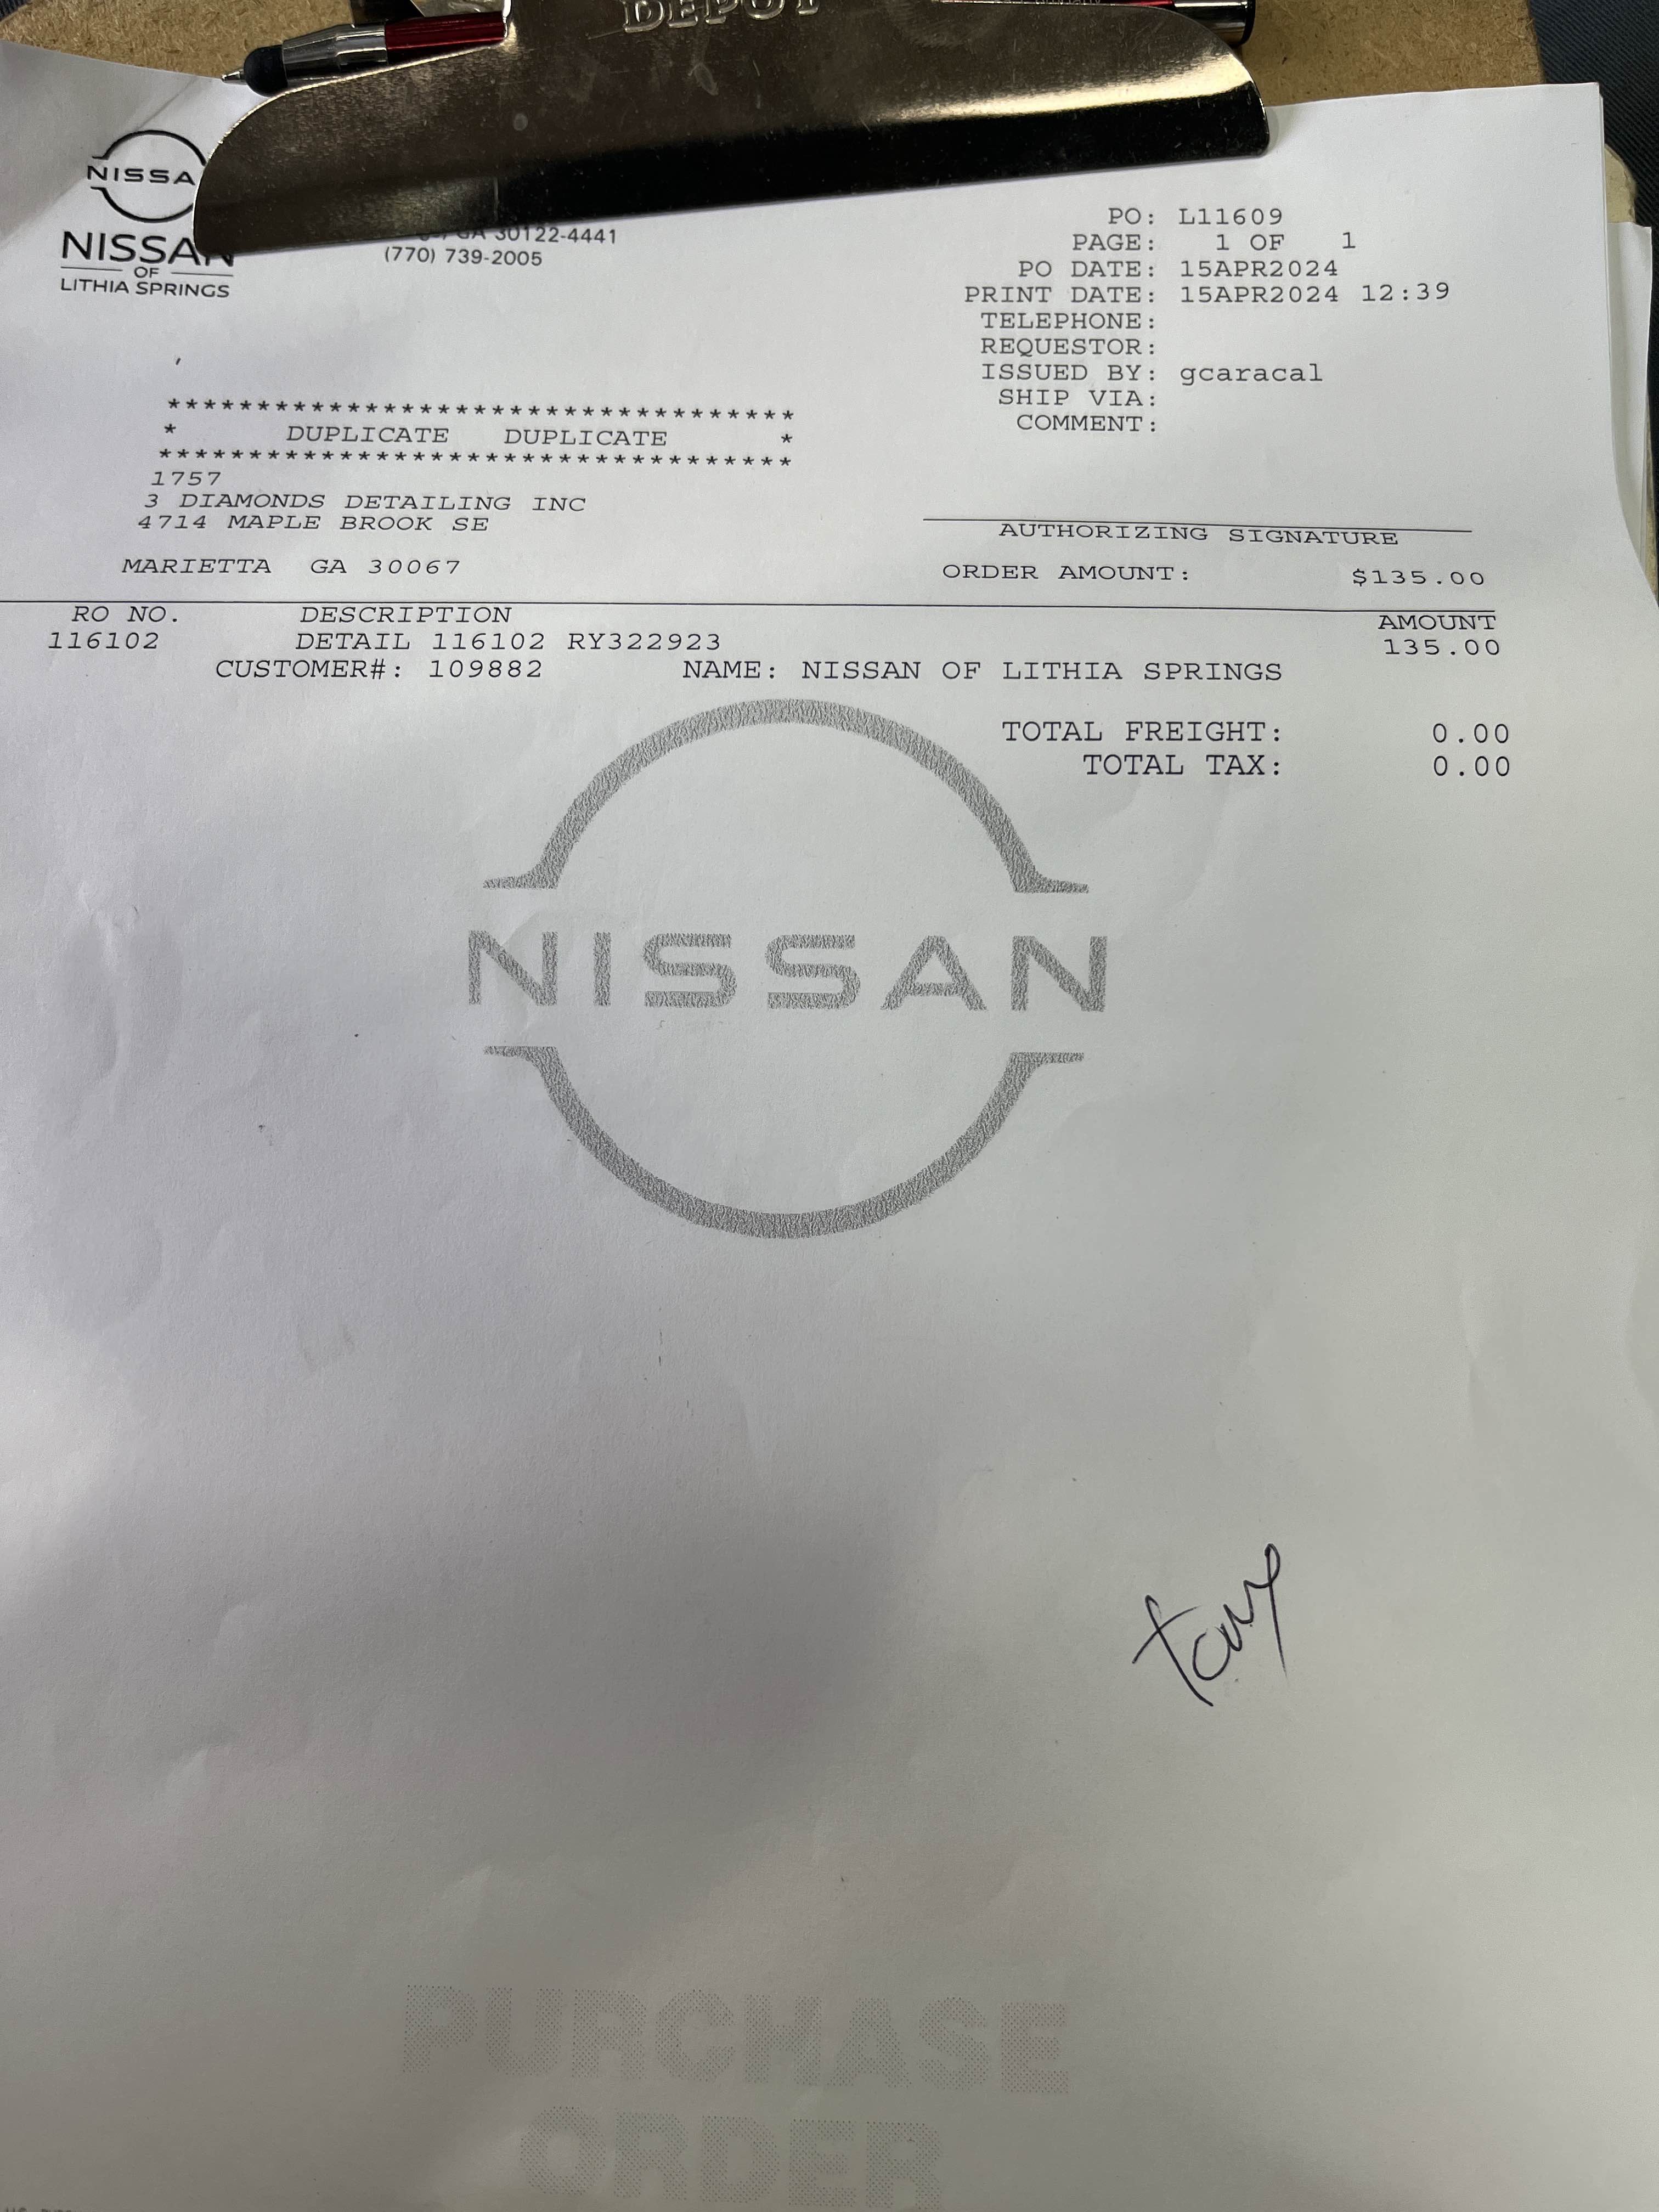 DEPOT
NISSA
NISSAN
OF
LITHIA SPRINGS
GA 30122-4441
(770) 739-2005
PO: L11609
PAGE: 1 OF 1
PO DATE: 15APR2024
PRINT DATE: 15APR2024 12:39
TELEPHONE:
REQUESTOR:
ISSUED BY: gcaracal
SHIP VIA:
COMMENT:
***********************************
* DUPLICATE DUPLICATE *
***********************************
1757
3 DIAMONDS DETAILING INC
4714 MAPLE BROOK SE
MARIETTA GA 30067
AUTHORIZING SIGNATURE
ORDER AMOUNT: $135.00
RO NO. DESCRIPTION AMOUNT
116102 DETAIL 116102 RY322923 135.00
CUSTOMER#: 109882 NAME: NISSAN OF LITHIA SPRINGS
TOTAL FREIGHT: 0.00
TOTAL TAX: 0.00
NISSAN
tony
PURCHASE
ORDER